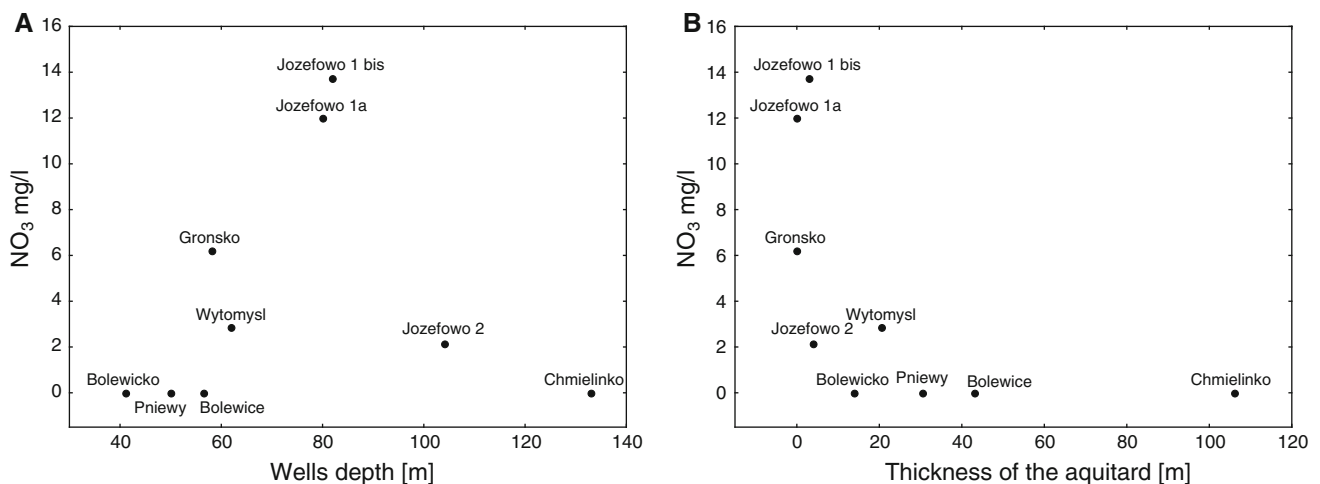 A
16
14
12
10
8
6
4
2
0
NO3 mg/l
Jozefowo 1 bis
Jozefowo 1a
Gronsko
Wytomysl
Jozefowo 2
Bolewicko
Pniewy
Bolewice
Chmielinko
40 60 80 100 120 140
Wells depth [m]
B
16
14
12
10
8
6
4
2
0
NO3 mg/l
Jozefowo 1 bis
Jozefowo 1a
Gronsko
Wytomysl
Jozefowo 2
Bolewicko
Pniewy
Bolewice
Chmielinko
0 20 40 60 80 100 120
Thickness of the aquitard [m]